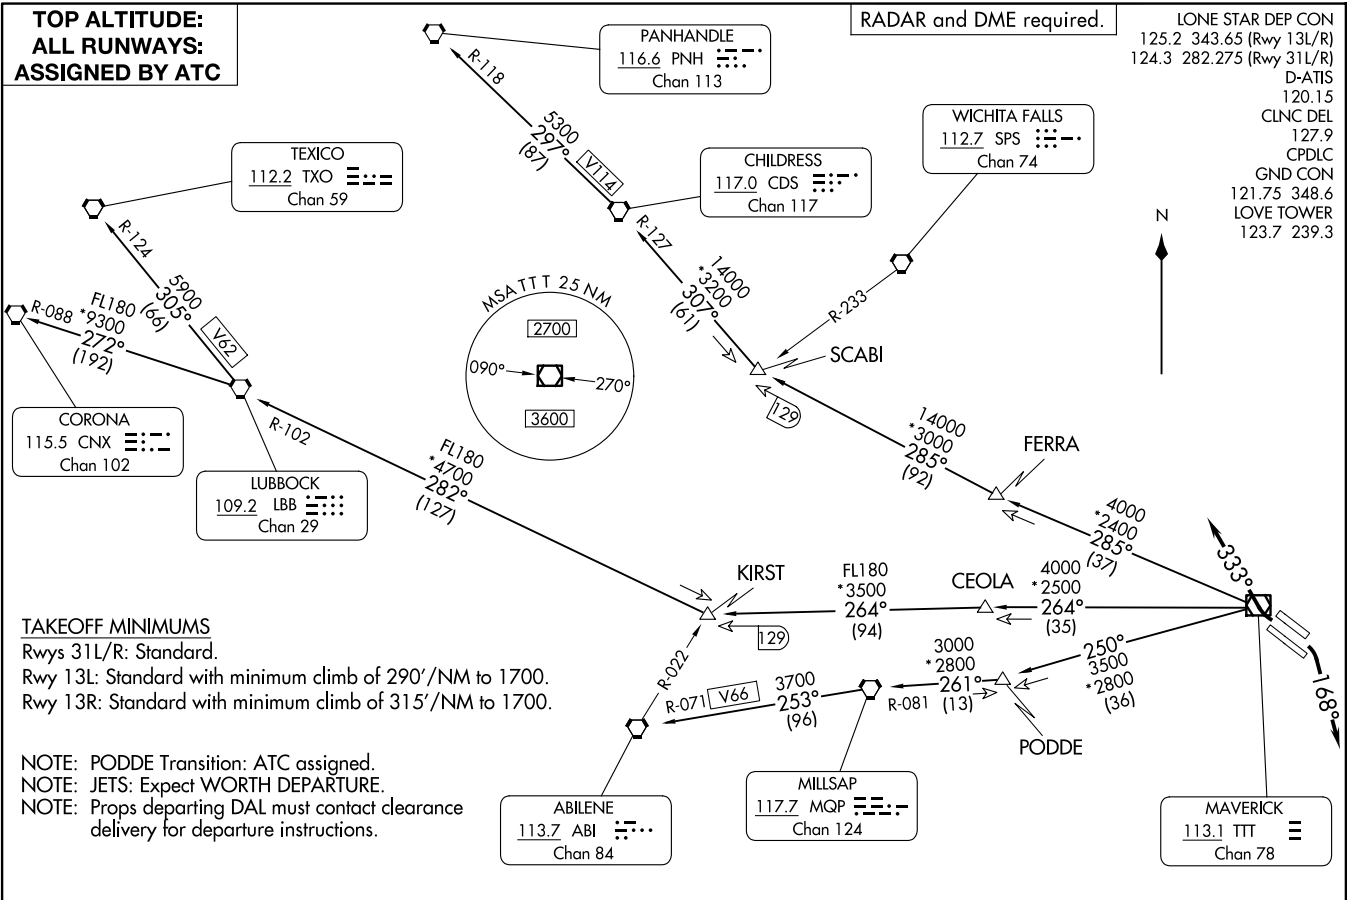 TOP ALTITUDE:
ALL RUNWAYS:
ASSIGNED BY ATC
RADAR and DME required.
LONE STAR DEP CON
125.2 343.65 (Rwy 13L/R)
124.3 282.275 (Rwy 31L/R)
D-ATIS
120.15
CLNC DEL
127.9
CPDLC
GND CON
121.75 348.6
LOVE TOWER
123.7 239.3
PANHANDLE
116.6 PNH
Chan 113
R-118
5300
297°
(87)
V114
WICHITA FALLS
112.7 SPS
Chan 74
TEXICO
112.2 TXO
Chan 59
CHILDRESS
117.0 CDS
Chan 117
R-127
14000
*3200
307°
(61)
R-233
N
R-124
5900
305°
(66)
V62
R-088
FL180
*9300
272°
(192)
MSA TTT 25 NM
2700
090°
270°
3600
SCABI
129
CORONA
115.5 CNX
Chan 102
R-102
LUBBOCK
109.2 LBB
Chan 29
FL180
*4700
282°
(127)
14000
*3000
285°
(92)
FERRA
4000
*2400
285°
(37)
333°
KIRST
129
FL180
*3500
264°
(94)
CEOLA
4000
*2500
264°
(35)
250°
3500
*2800
(36)
168°
R-022
R-071
V66
3700
253°
(96)
R-081
3000
*2800
261°
(13)
PODDE
TAKEOFF MINIMUMS
Rwys 31L/R: Standard.
Rwy 13L: Standard with minimum climb of 290'/NM to 1700.
Rwy 13R: Standard with minimum climb of 315'/NM to 1700.
NOTE: PODDE Transition: ATC assigned.
NOTE: JETS: Expect WORTH DEPARTURE.
NOTE: Props departing DAL must contact clearance
delivery for departure instructions.
ABILENE
113.7 ABI
Chan 84
MILLSAP
117.7 MQP
Chan 124
MAVERICK
113.1 TTT
Chan 78